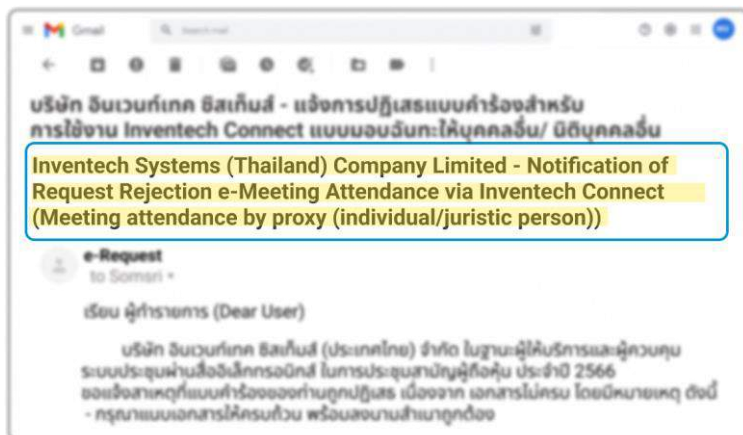 Gmail
Search mail
บริษัท อินเวนท์เทค ซิสเท็มส์ - แจ้งการปฏิเสธแบบคำร้องสำหรับ
การใช้งาน Inventech Connect แบบมอบฉันทะให้บุคคลอื่น/ นิติบุคคลอื่น
Inventech Systems (Thailand) Company Limited - Notification of
Request Rejection e-Meeting Attendance via Inventech Connect
(Meeting attendance by proxy (individual/juristic person))
e-Request
to Somsri
เรียน ผู้ทำรายการ (Dear User)
บริษัท อินเวนท์เทค ซิสเท็มส์ (ประเทศไทย) จำกัด ในฐานะผู้ให้บริการและผู้ควบคุม
ระบบประชุมผ่านสื่ออิเล็กทรอนิกส์ ในการประชุมสามัญผู้ถือหุ้น ประจำปี 2566
ขอแจ้งสาเหตุที่แบบคำร้องของท่านถูกปฏิเสธ เนื่องจาก เอกสารไม่ครบ โดยมีหมายเหตุ ดังนี้
- กรุณาแนบเอกสารให้ครบถ้วน พร้อมลงนามสำเนาถูกต้อง